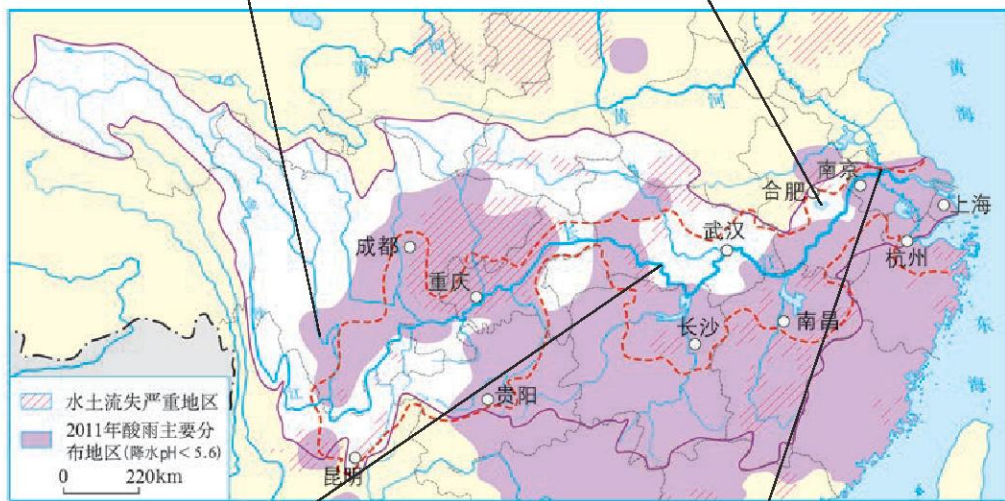 黄
河
黄
河
黄
海
南京
合肥
上海
武汉
杭州
成都
重庆
长沙
南昌
东
海
金
沙
江
贵阳
昆明
水土流失严重地区
2011年酸雨主要分
布地区(降水pH<5.6)
0 220km